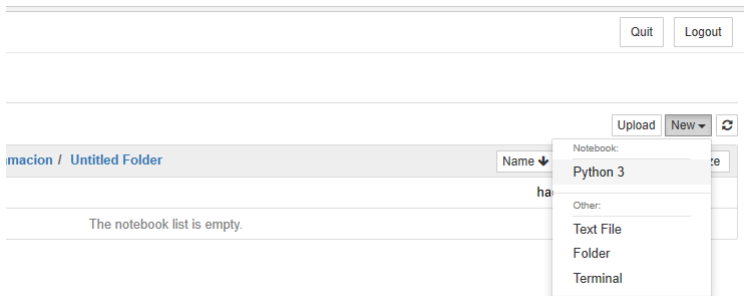 Quit Logout
Upload New
macion / Untitled Folder Name
Notebook:
Python 3
The notebook list is empty.
Other:
Text File
Folder
Terminal